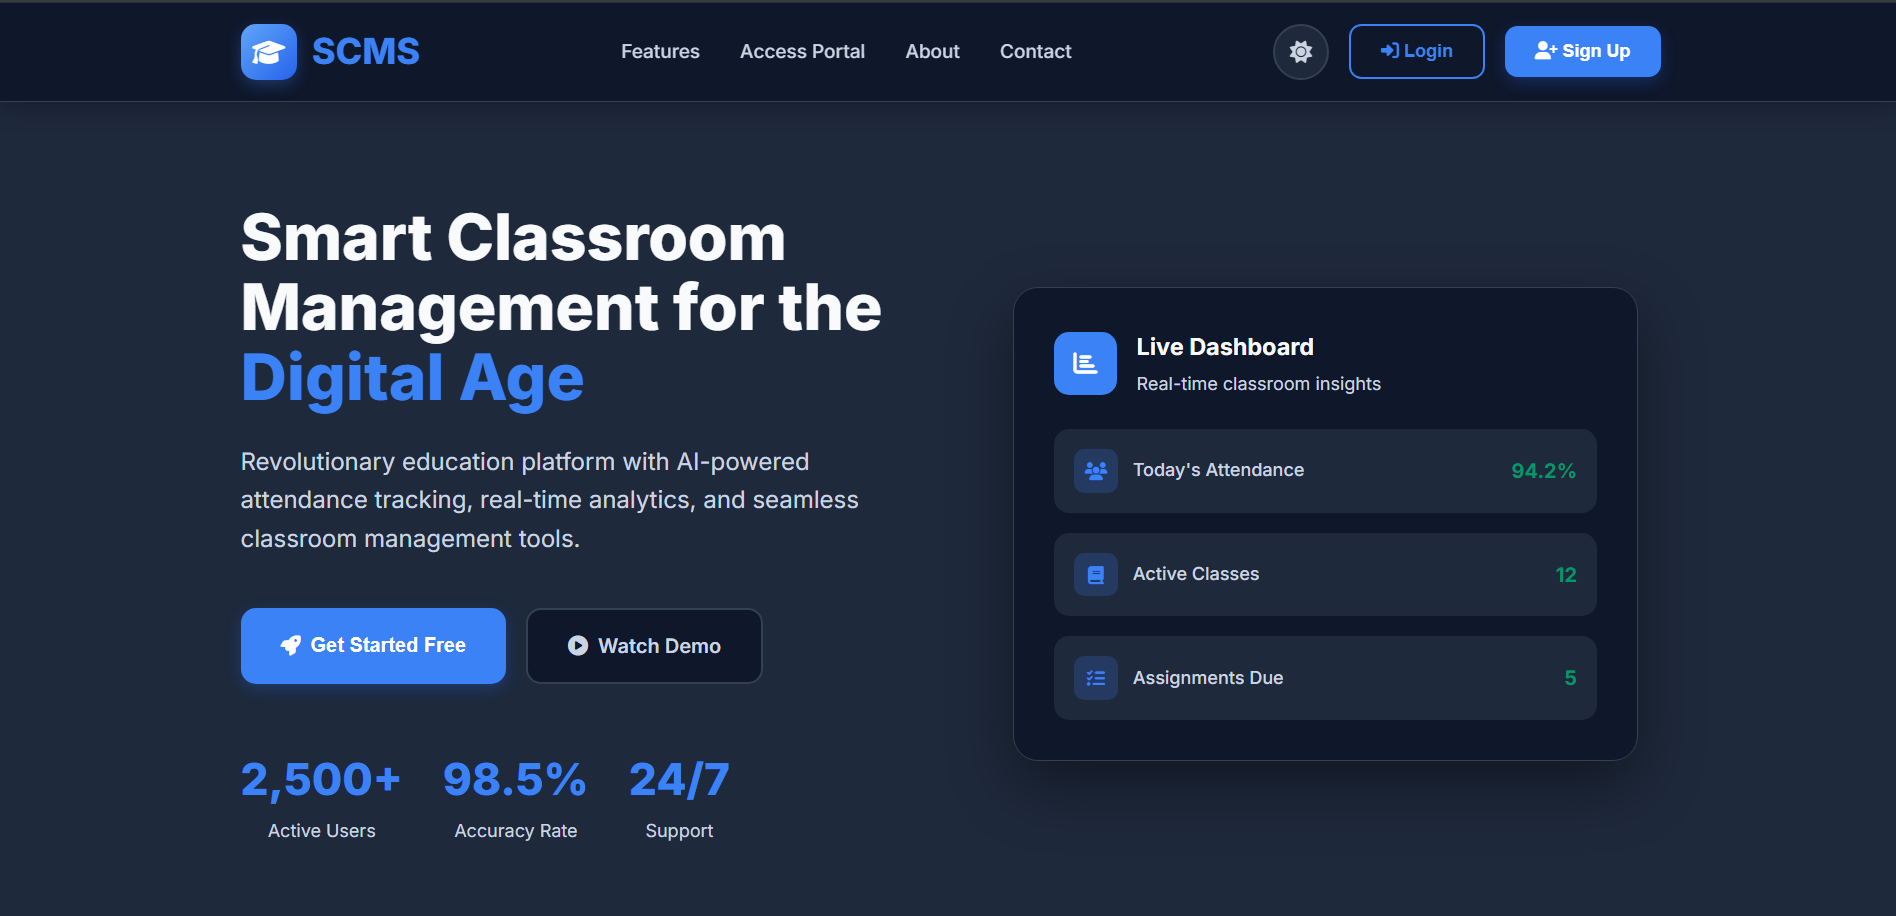 SCMS
Features
Access Portal
About
Contact
Login
Sign Up
Smart Classroom
Management for the
Digital Age
Revolutionary education platform with AI-powered
attendance tracking, real-time analytics, and seamless
classroom management tools.
Get Started Free
Watch Demo
2,500+
Active Users
98.5%
Accuracy Rate
24/7
Support
Live Dashboard
Real-time classroom insights
Today's Attendance
94.2%
Active Classes
12
Assignments Due
5